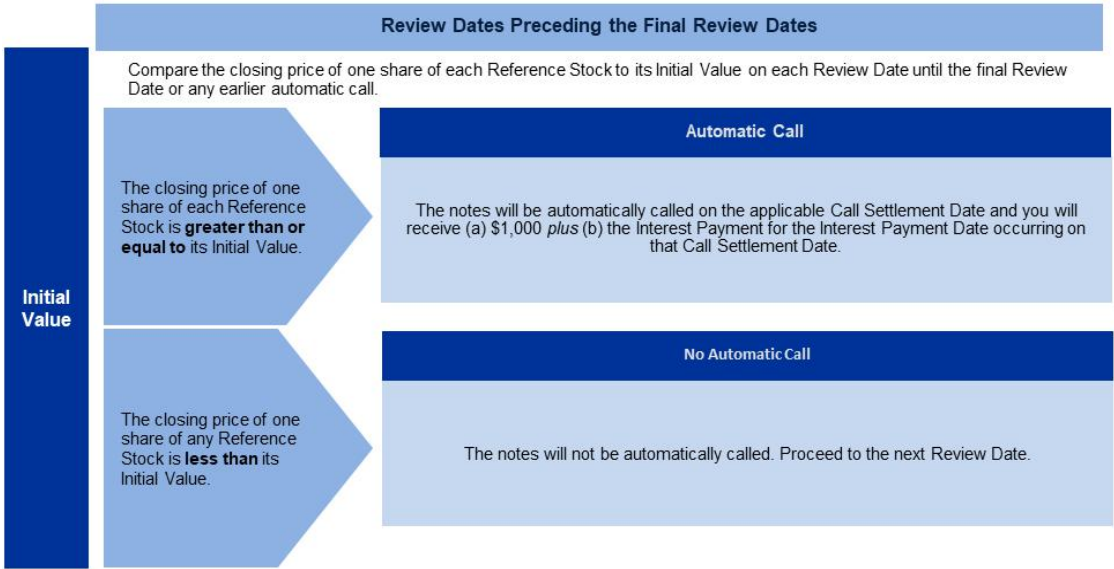 Review Dates Preceding the Final Review Dates
Compare the closing price of one share of each Reference Stock to its Initial Value on each Review Date until the final Review
Date or any earlier automatic call.
Initial
Value
The closing price of one
share of each Reference
Stock is greater than or
equal to its Initial Value.
Automatic Call
The notes will be automatically called on the applicable Call Settlement Date and you will
receive (a) $1,000 plus (b) the Interest Payment for the Interest Payment Date occurring on
that Call Settlement Date.
The closing price of one
share of any Reference
Stock is less than its
Initial Value.
No Automatic Call
The notes will not be automatically called. Proceed to the next Review Date.